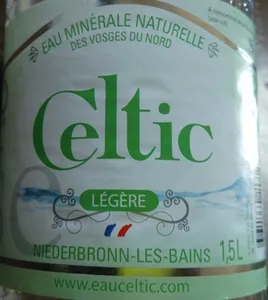 EAU MINÉRALE NATURELLE
DES VOSGES DU NORD
Celtic
LÉGÈRE
NIEDERBRONN-LES-BAINS 1,5L
www.eauceltic.com